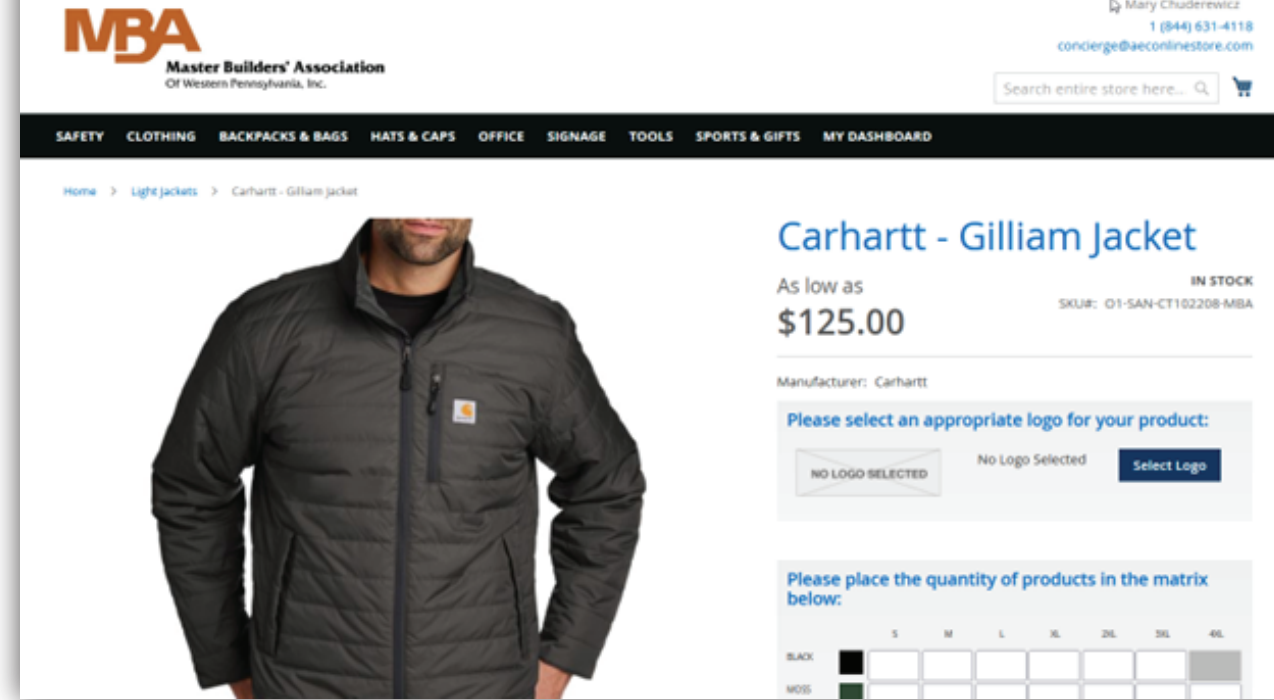 MBA
Master Builders' Association
Of Western Pennsylvania, Inc.
Mary Chuderewicz
1 (844) 631-4118
concierge@aeconlinestore.com
Search entire store here...
SAFETY CLOTHING BACKPACKS & BAGS HATS & CAPS OFFICE SIGNAGE TOOLS SPORTS & GIFTS MY DASHBOARD
Home > Light Jackets > Carhartt - Gilliam Jacket
Carhartt - Gilliam Jacket
As low as
IN STOCK
$125.00
SKU#: O1-SAN-CT102208-MBA
Manufacturer: Carhartt
Please select an appropriate logo for your product:
NO LOGO SELECTED
No Logo Selected
Select Logo
Please place the quantity of products in the matrix
below:
S M L XL 2XL 3XL 4XL
BLACK
MOSS